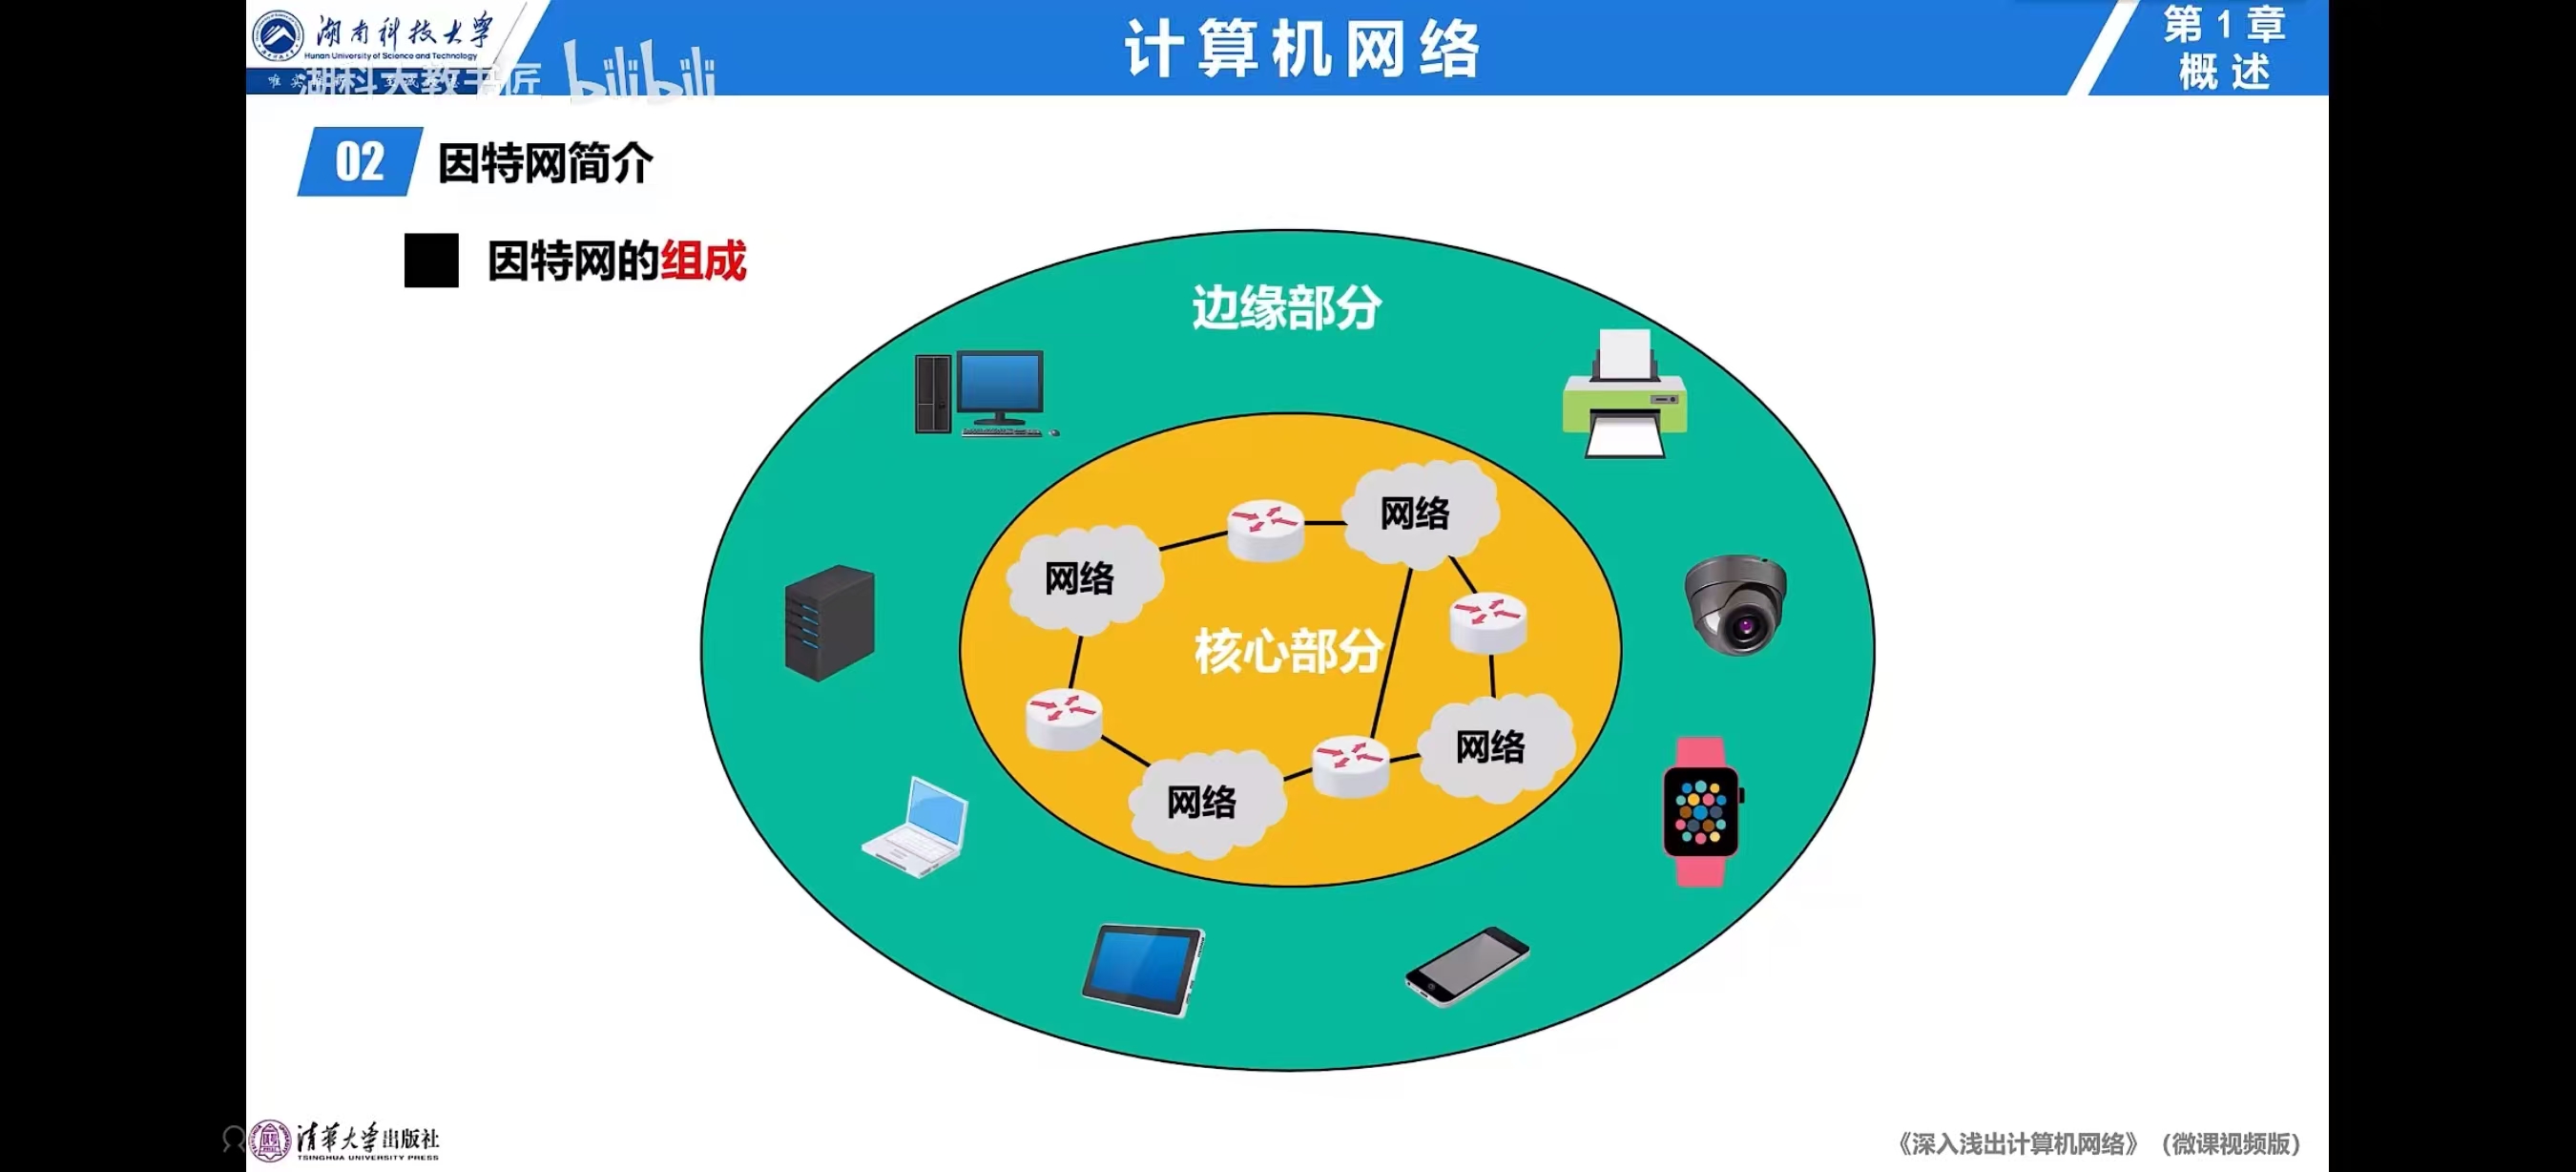 湖南科技大学
Hunan University of Science and Technology
湖科大教书匠 bilibili
计算机网络
第1章
概述
02 因特网简介
因特网的组成
边缘部分
网络
网络
核心部分
网络
网络
清华大学出版社
TSINGHUA UNIVERSITY PRESS
《深入浅出计算机网络》（微课视频版）